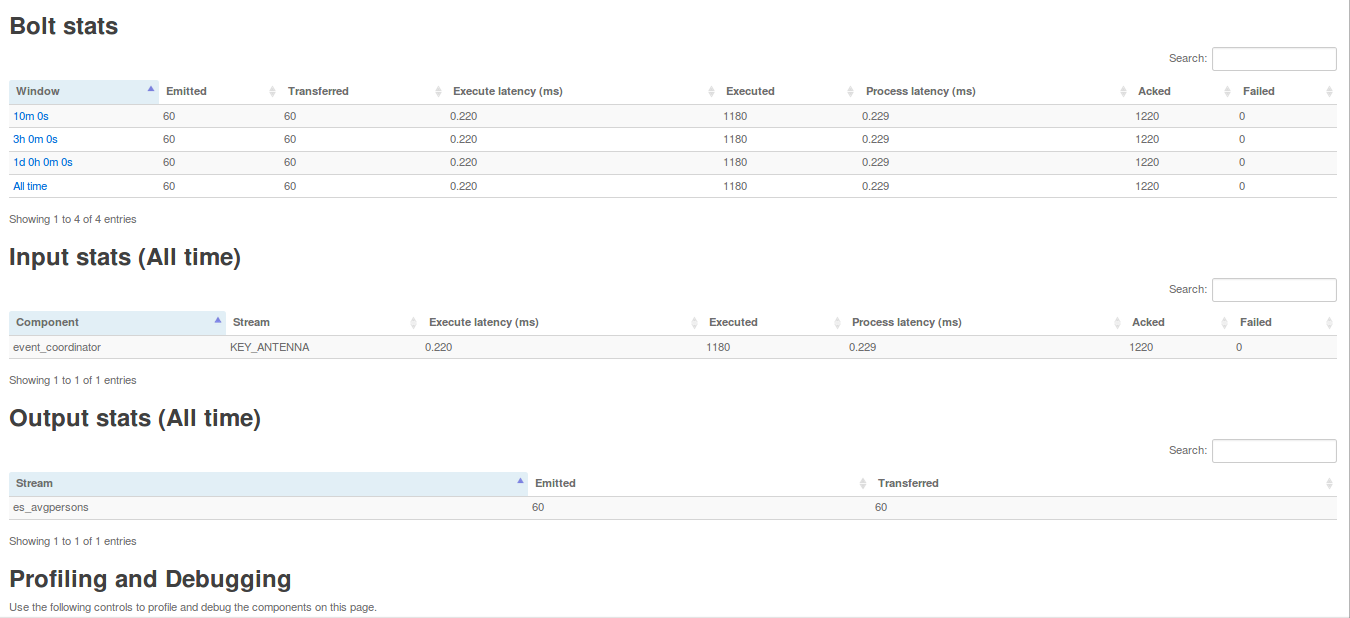 Bolt stats
Search:
Window Emitted Transferred Execute latency (ms) Executed Process latency (ms) Acked Failed
10m 0s 60 60 0.220 1180 0.229 1220 0
3h 0m 0s 60 60 0.220 1180 0.229 1220 0
1d 0h 0m 0s 60 60 0.220 1180 0.229 1220 0
All time 60 60 0.220 1180 0.229 1220 0
Showing 1 to 4 of 4 entries
Input stats (All time)
Search:
Component Stream Execute latency (ms) Executed Process latency (ms) Acked Failed
event_coordinator KEY_ANTENNA 0.220 1180 0.229 1220 0
Showing 1 to 1 of 1 entries
Output stats (All time)
Search:
Stream Emitted Transferred
es_avgpersons 60 60
Showing 1 to 1 of 1 entries
Profiling and Debugging
Use the following controls to profile and debug the components on this page.